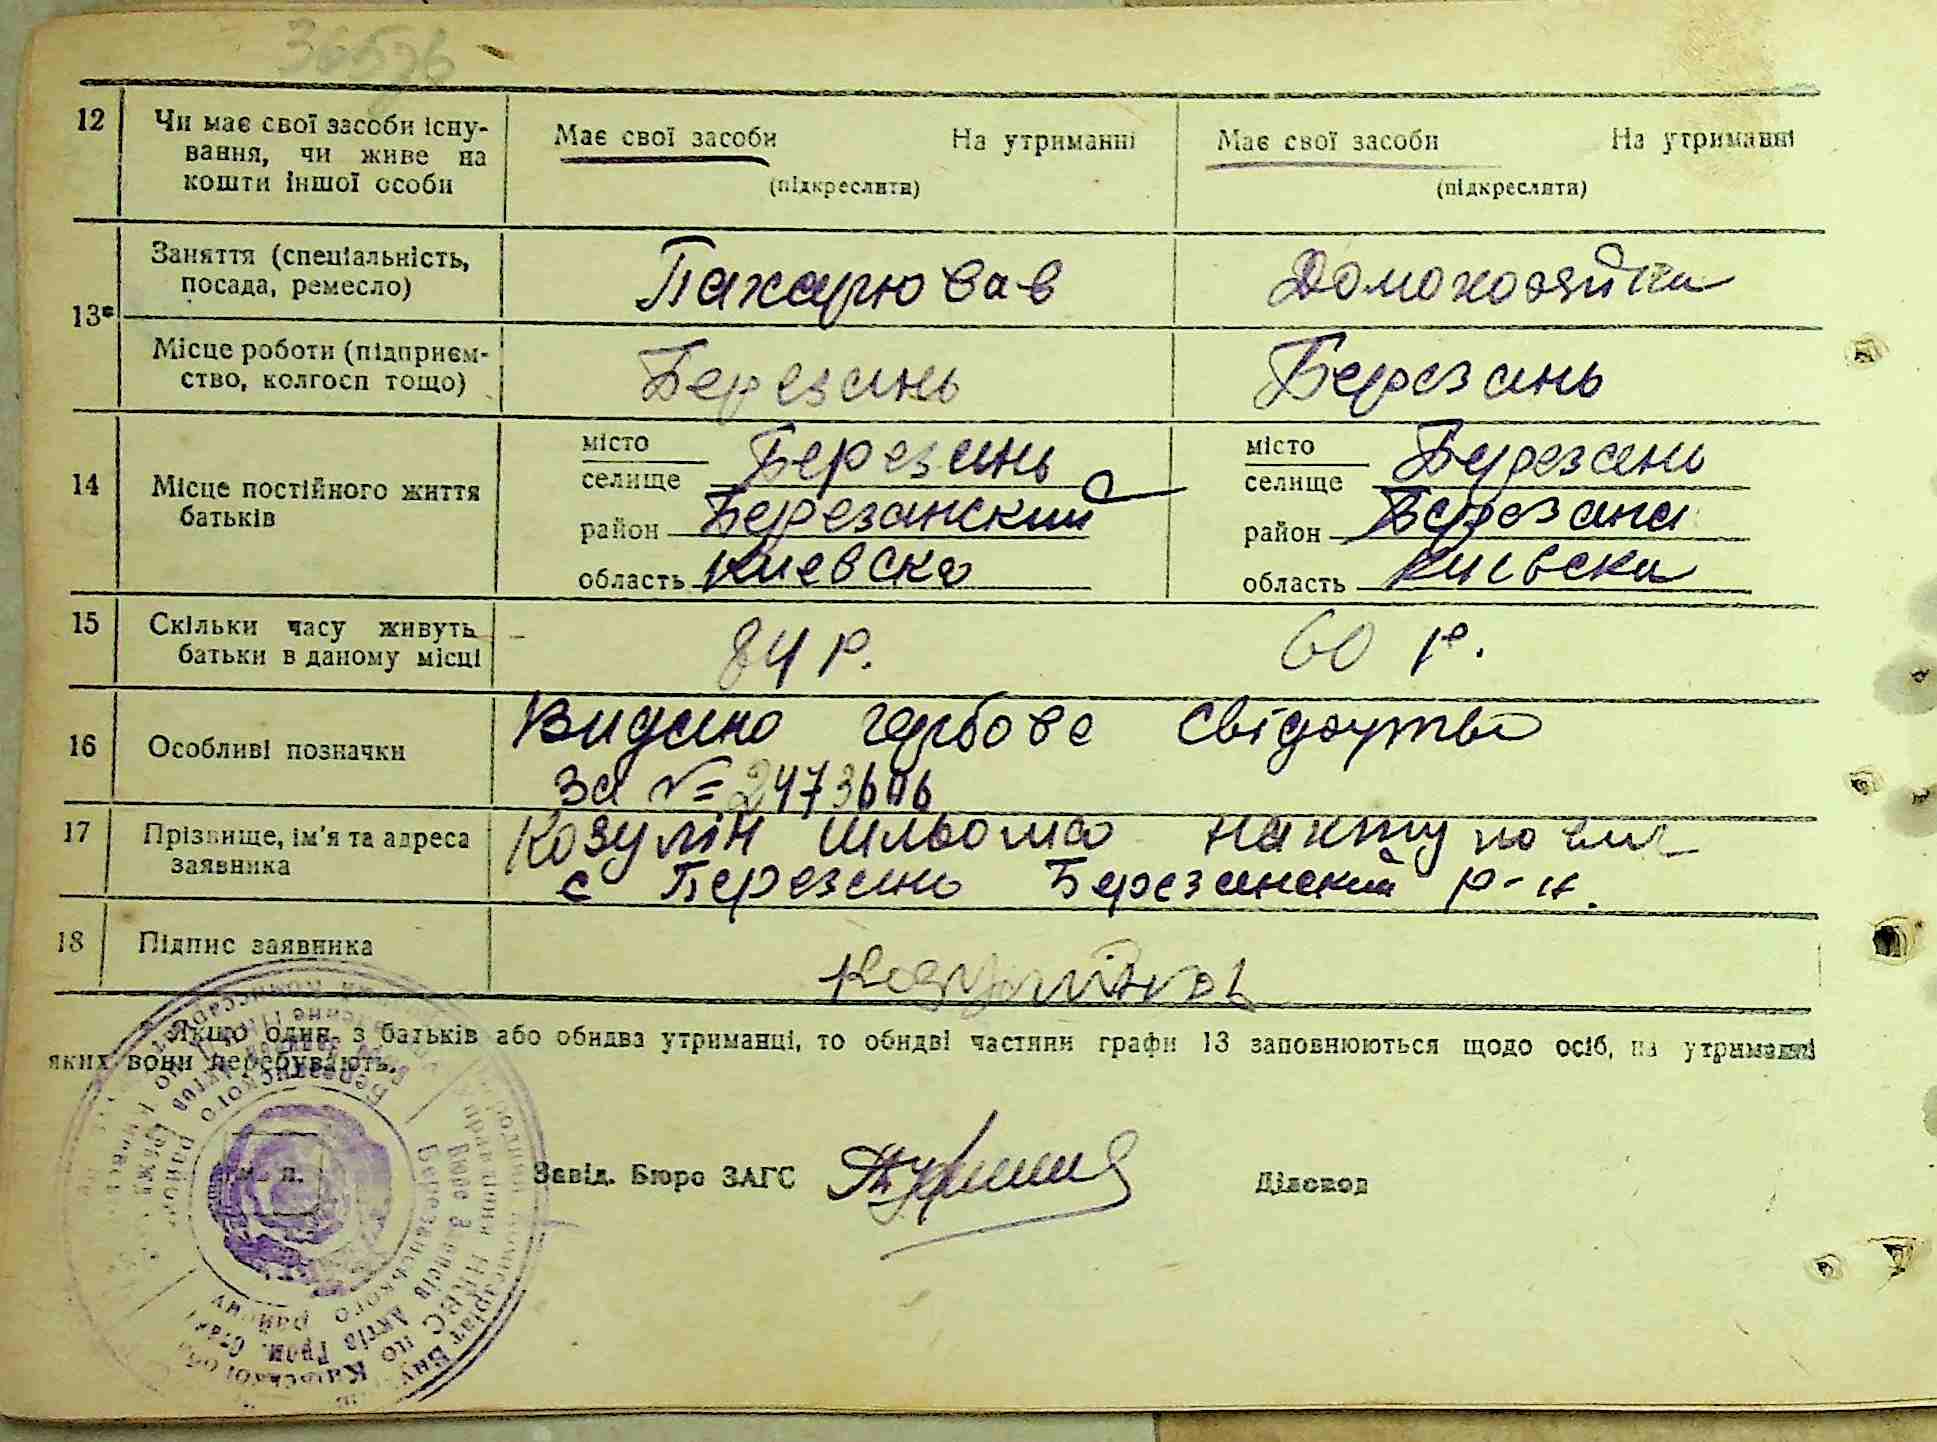 12 Чи має свої засоби існу-
вання, чи живе на
кошти іншої особи
Має свої засоби На утриманні
(підкреслити)
Має свої засоби На утриманні
(підкреслити)
13*
Заняття (спеціальність,
посада, ремесло)
Пахарював
Домохозяйка
Місце роботи (підприєм-
ство, колгосп тощо)
Березань
Березань
14 Місце постійного життя
батьків
місто
селище Березань
район Березанский
область Киевска
місто
селище Березань
район Березана
область Киівска
15 Скільки часу живуть
батьки в даному місці
84 р.
60 р.
16 Особливі позначки
Видано гербове свідоцтво
за №
17 Прізвище, ім'я та адреса
заявника
Козулін Шльома
с Березань Березанский р-н.
18 Підпис заявника
Якщо один з батьків або обидва утриманці, то обидві частини графи 13 заповнюються щодо осіб, на утриманні
яких вони перебувають.
М. П.
Завід. Бюро ЗАГС
Діловод